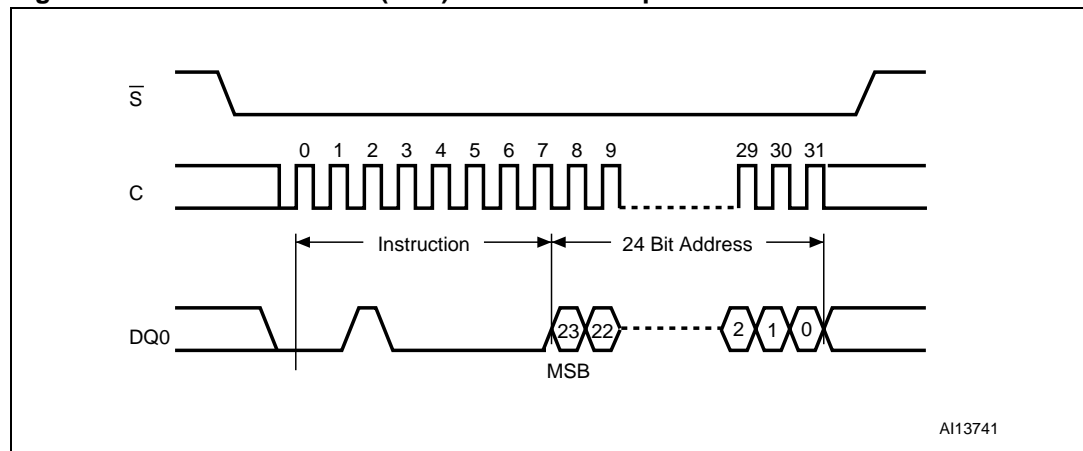 S
0 1 2 3 4 5 6 7 8 9 29 30 31
C
Instruction 24 Bit Address
DQ0 23 22 2 1 0
MSB
AI13741